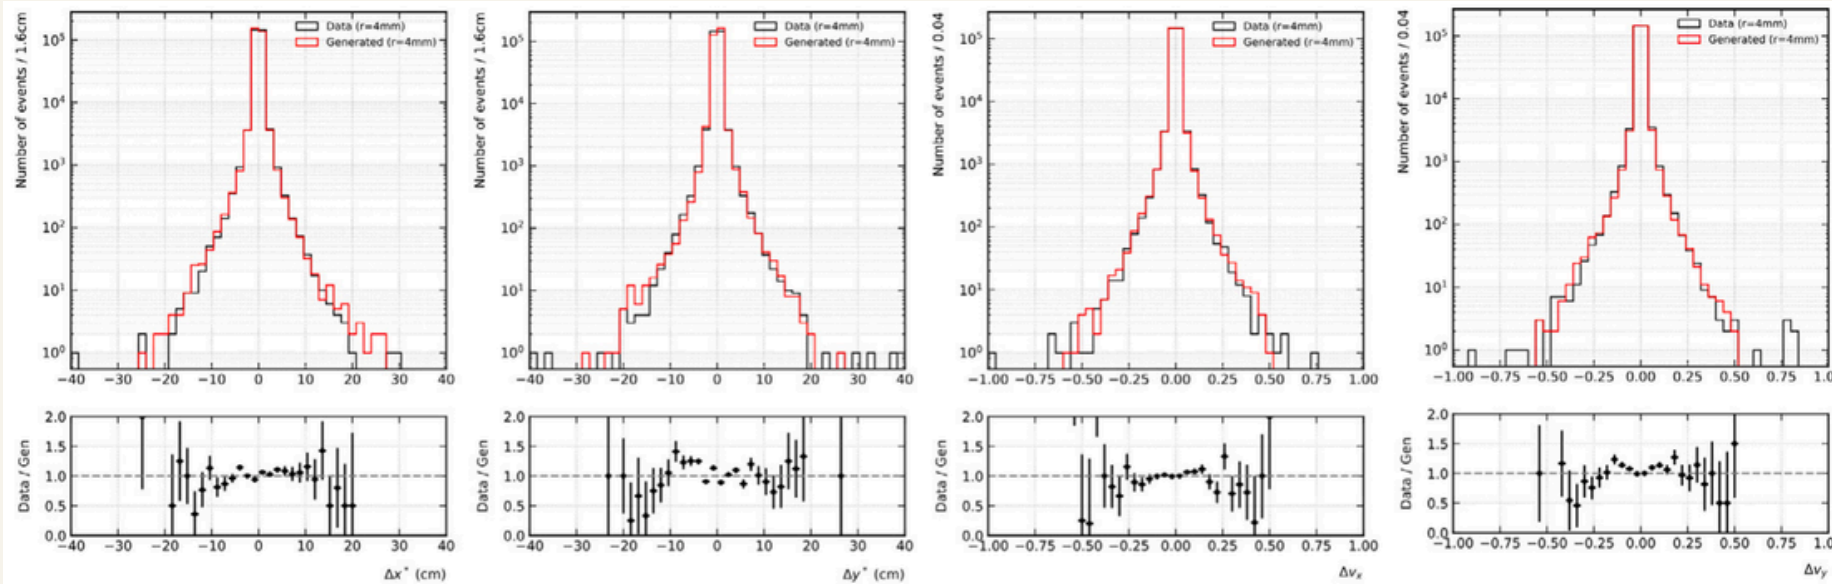 Number of events / 1.6cm
Data (r=4mm)
Generated (r=4mm)
10⁵
10⁴
10³
10²
10¹
10⁰
−40 −30 −20 −10 0 10 20 30 40
Data / Gen
2.0
1.5
1.0
0.5
0.0
−40 −30 −20 −10 0 10 20 30 40
Δx* (cm)
Number of events / 1.6cm
Data (r=4mm)
Generated (r=4mm)
10⁵
10⁴
10³
10²
10¹
10⁰
−40 −30 −20 −10 0 10 20 30 40
Data / Gen
2.0
1.5
1.0
0.5
0.0
−40 −30 −20 −10 0 10 20 30 40
Δy* (cm)
Number of events / 0.04
Data (r=4mm)
Generated (r=4mm)
10⁵
10⁴
10³
10²
10¹
10⁰
−1.00 −0.75 −0.50 −0.25 0.00 0.25 0.50 0.75 1.00
Data / Gen
2.0
1.5
1.0
0.5
0.0
−1.00 −0.75 −0.50 −0.25 0.00 0.25 0.50 0.75 1.00
Δvₓ
Number of events / 0.04
Data (r=4mm)
Generated (r=4mm)
10⁵
10⁴
10³
10²
10¹
10⁰
−1.00 −0.75 −0.50 −0.25 0.00 0.25 0.50 0.75 1.0
Data / Gen
2.0
1.5
1.0
0.5
0.0
−1.00 −0.75 −0.50 −0.25 0.00 0.25 0.50 0.75 1.00
Δv_y